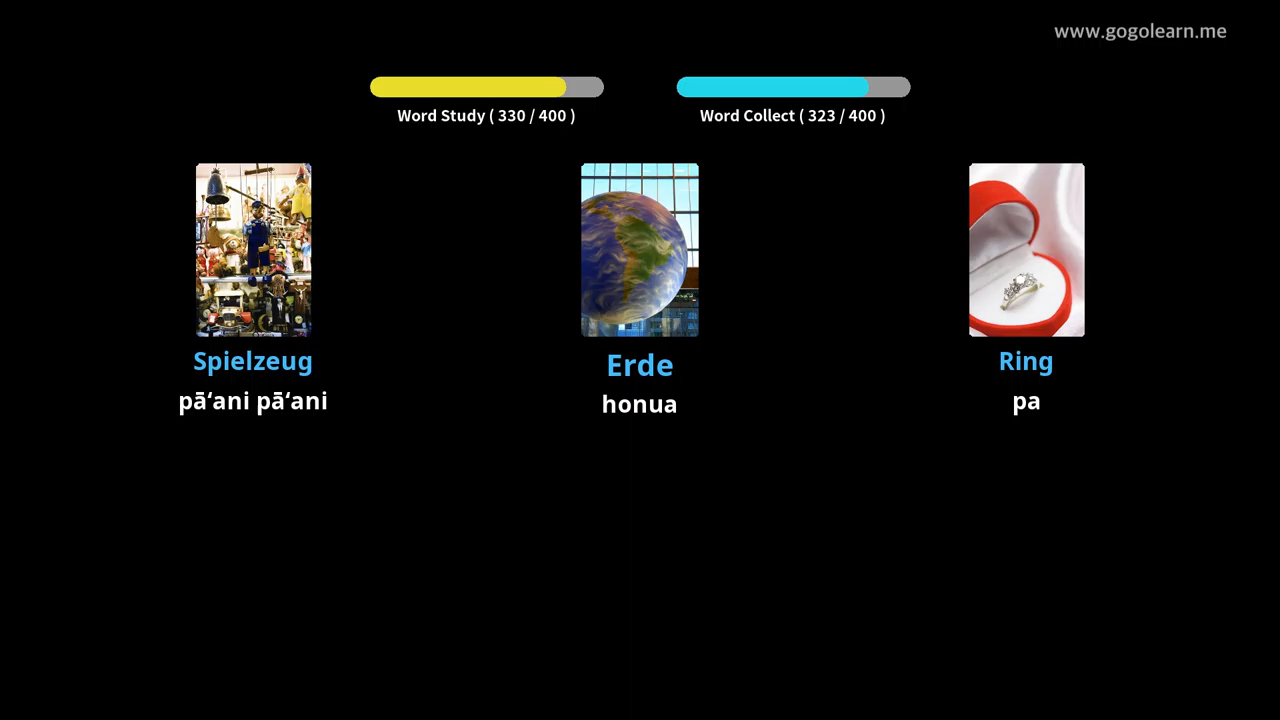 www.gogolearn.me
Word Study ( 330 / 400 )
Word Collect ( 323 / 400 )
Spielzeug
pāʻani pāʻani
Erde
honua
Ring
pa